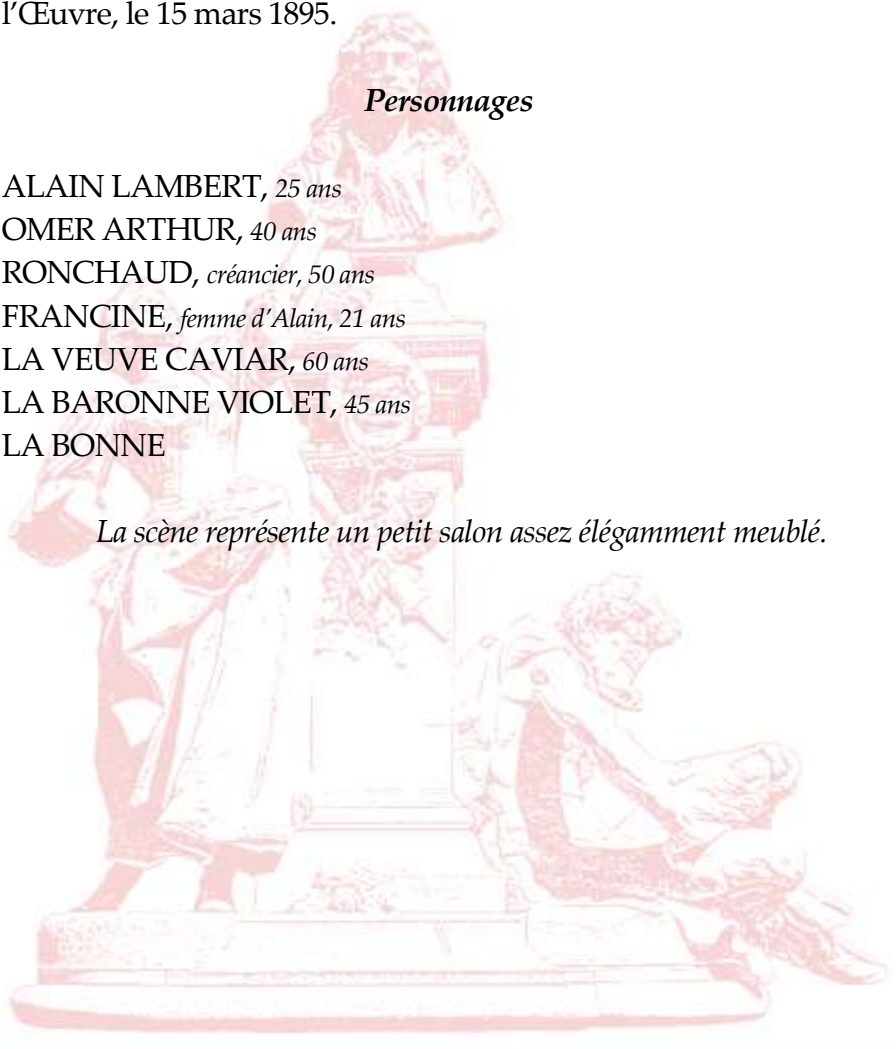 l’Œuvre, le 15 mars 1895.
Personnages
ALAIN LAMBERT, 25 ans
OMER ARTHUR, 40 ans
RONCHAUD, créancier, 50 ans
FRANCINE, femme d’Alain, 21 ans
LA VEUVE CAVIAR, 60 ans
LA BARONNE VIOLET, 45 ans
LA BONNE
La scène représente un petit salon assez élégamment meublé.